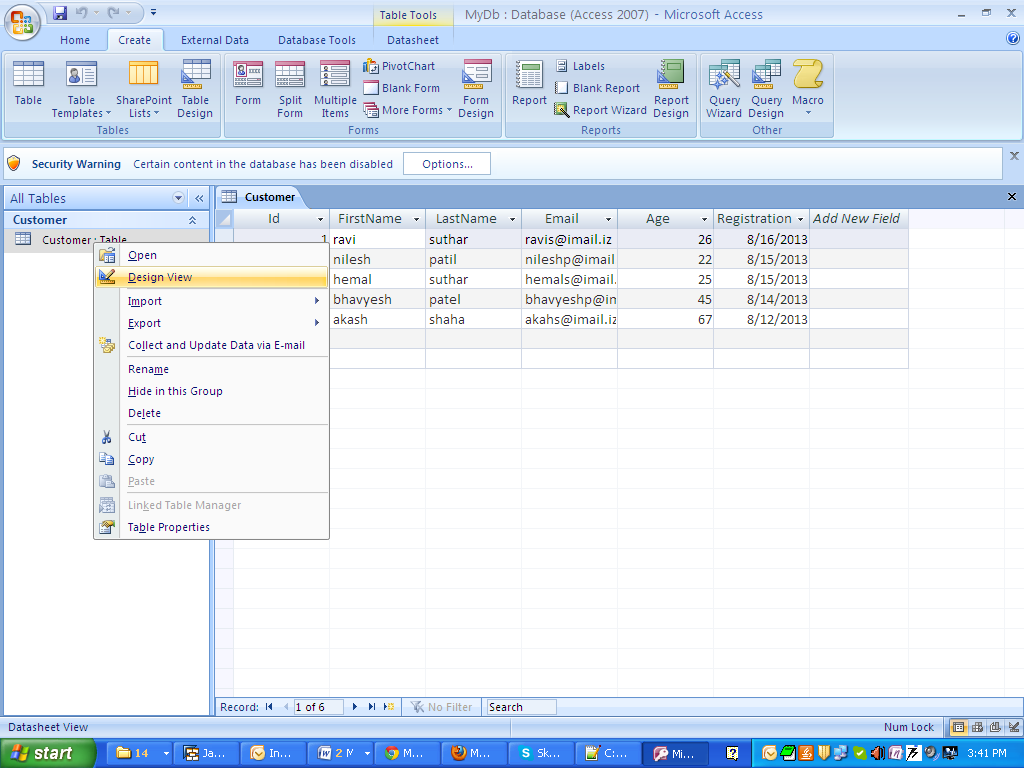 Table Tools MyDb : Database (Access 2007) - Microsoft Access
Home Create External Data Database Tools Datasheet
Table
Table Templates
SharePoint Lists
Table Design
Tables
Form
Split Form
Multiple Items
PivotChart
Blank Form
More Forms
Form Design
Forms
Report
Labels
Blank Report
Report Wizard
Report Design
Reports
Query Wizard
Query Design
Macro
Other
Security Warning Certain content in the database has been disabled Options...
All Tables «
Customer
Customer : Table
Customer
Id FirstName LastName Email Age Registration Add New Field
1 ravi suthar ravis@imail.iz 26 8/16/2013
nilesh patil nileshp@imail 22 8/15/2013
hemal suthar hemals@imail. 25 8/15/2013
bhavyesh patel bhavyeshp@im 45 8/14/2013
akash shaha akahs@imail.iz 67 8/12/2013
Open
Design View
Import
Export
Collect and Update Data via E-mail
Rename
Hide in this Group
Delete
Cut
Copy
Paste
Linked Table Manager
Table Properties
Record: 1 of 6 No Filter Search
Datasheet View Num Lock
start 14 Ja... In... 2 M M... M... Sk... C:... Mi... 3:41 PM